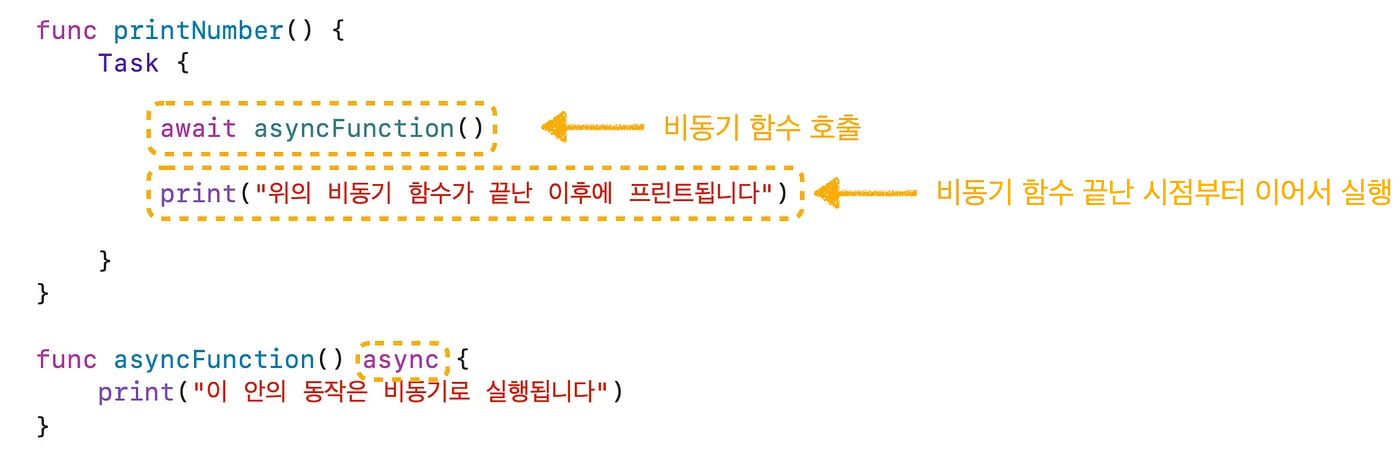 func printNumber() {
Task {
await asyncFunction() 비동기 함수 호출
print("위의 비동기 함수가 끝난 이후에 프린트됩니다") 비동기 함수 끝난 시점부터 이어서 실행
}
}
func asyncFunction() async {
print("이 안의 동작은 비동기로 실행됩니다")
}